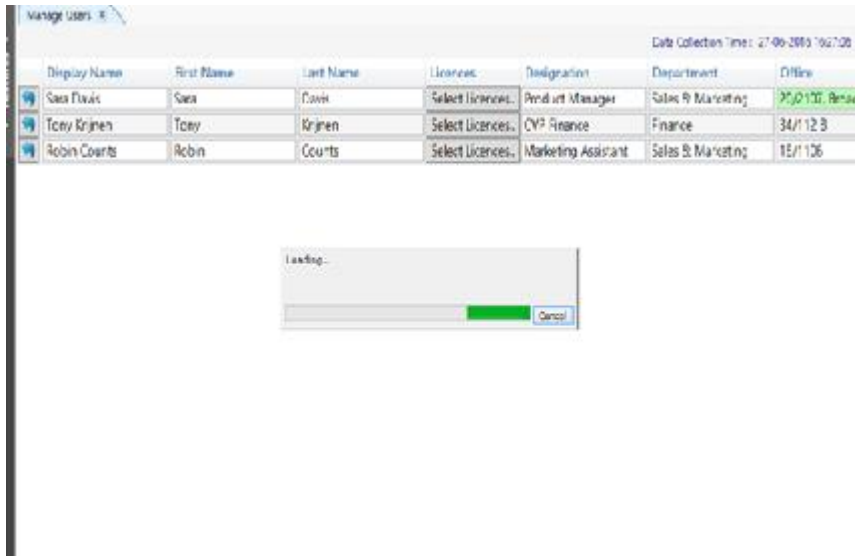 Manage Users x
Date Collection Time : 27-06-2016 16:27:08
Display Name First Name Last Name Licences Designation Department Office
Sara Davis Sara Davis Select Licences.. Product Manager Sales & Marketing
Tony Krijnen Tony Krijnen Select Licences.. CVP Finance Finance 34/112 B
Robin Counts Robin Counts Select Licences.. Marketing Assistant Sales & Marketing 15/1106
Loading...
Cancel